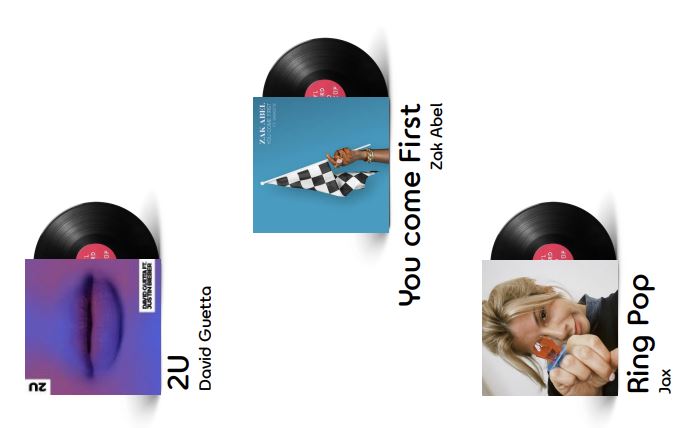 2U
DAVID GUETTA FT.
JUSTIN BIEBER
2U
David Guetta
ZAK ABEL
YOU COME FIRST
You come First
Zak Abel
Ring Pop
Jax